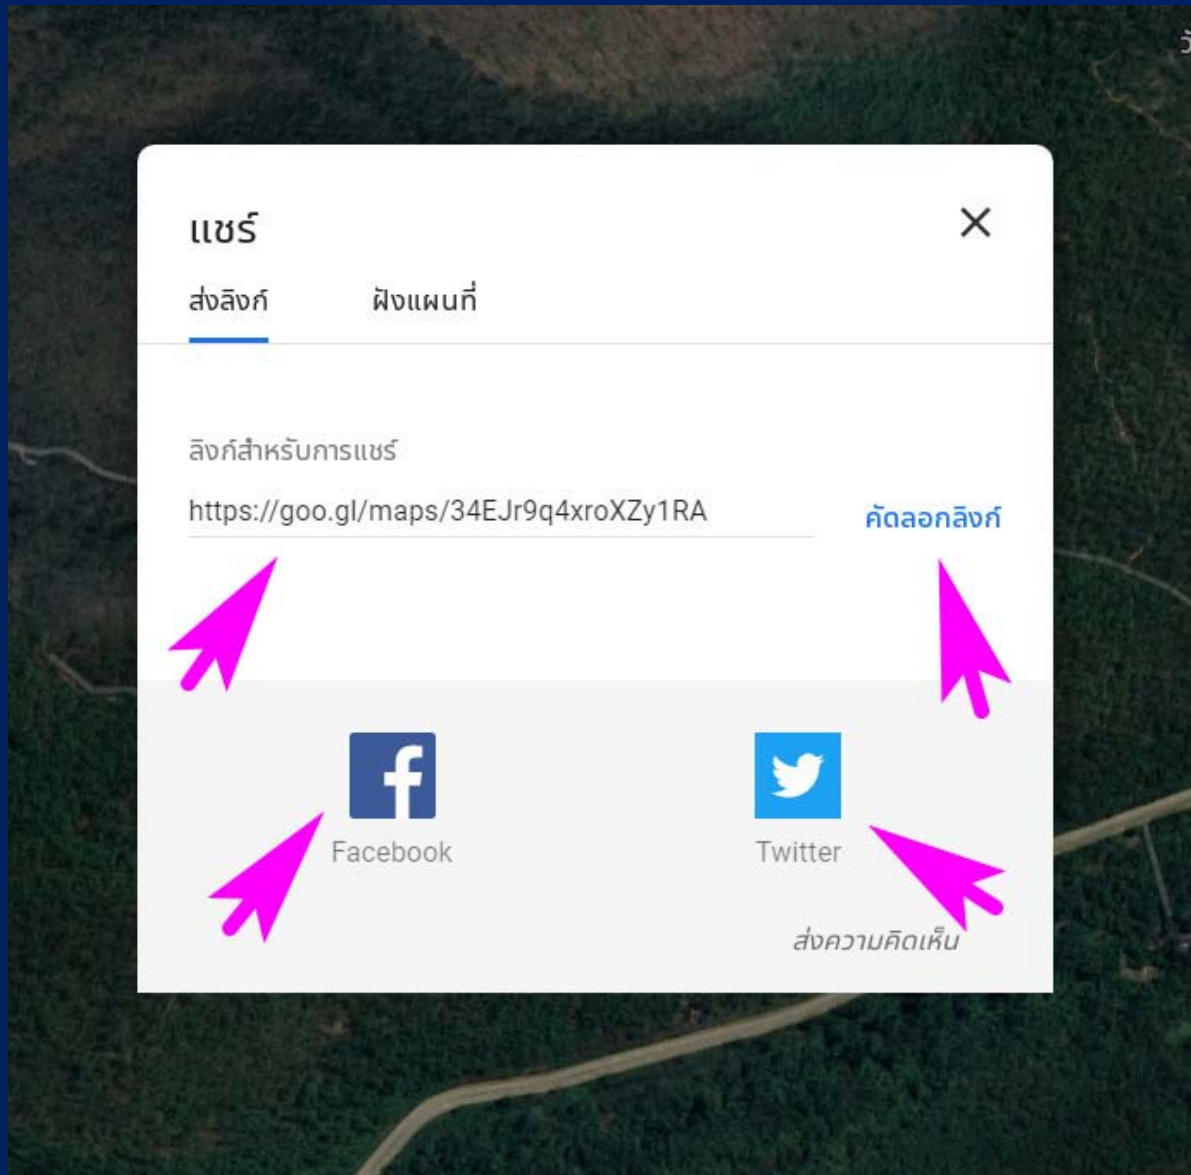 แชร์
ส่งลิงก์ ฝังแผนที่
ลิงก์สำหรับการแชร์
https://goo.gl/maps/34EJr9q4xroXZy1RA คัดลอกลิงก์
Facebook Twitter
ส่งความคิดเห็น